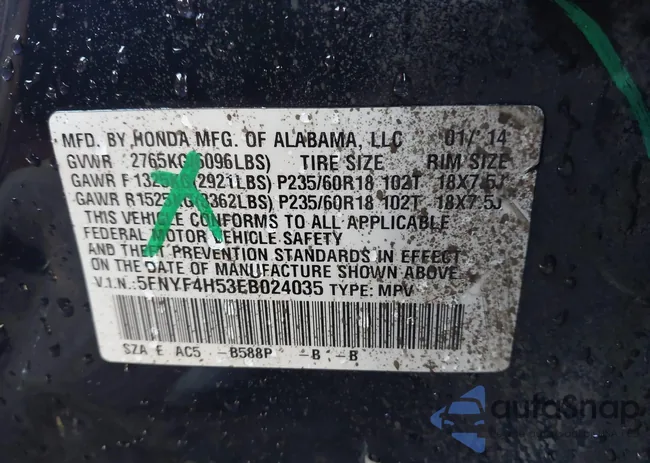 MFD. BY HONDA MFG. OF ALABAMA, LLC 01/'14
GVWR 2765KG(6096LBS) TIRE SIZE RIM SIZE
GAWR F 1325KG(2921LBS) P235/60R18 102T 18X7.5J
GAWR R1525KG(3362LBS) P235/60R18 102T 18X7.5J
THIS VEHICLE CONFORMS TO ALL APPLICABLE
FEDERAL MOTOR VEHICLE SAFETY
AND THEFT PREVENTION STANDARDS IN EFFECT
ON THE DATE OF MANUFACTURE SHOWN ABOVE.
V.I.N.:5FNYF4H53EB024035 TYPE: MPV
SZA E AC5 -B588P -B -B
autoSnap